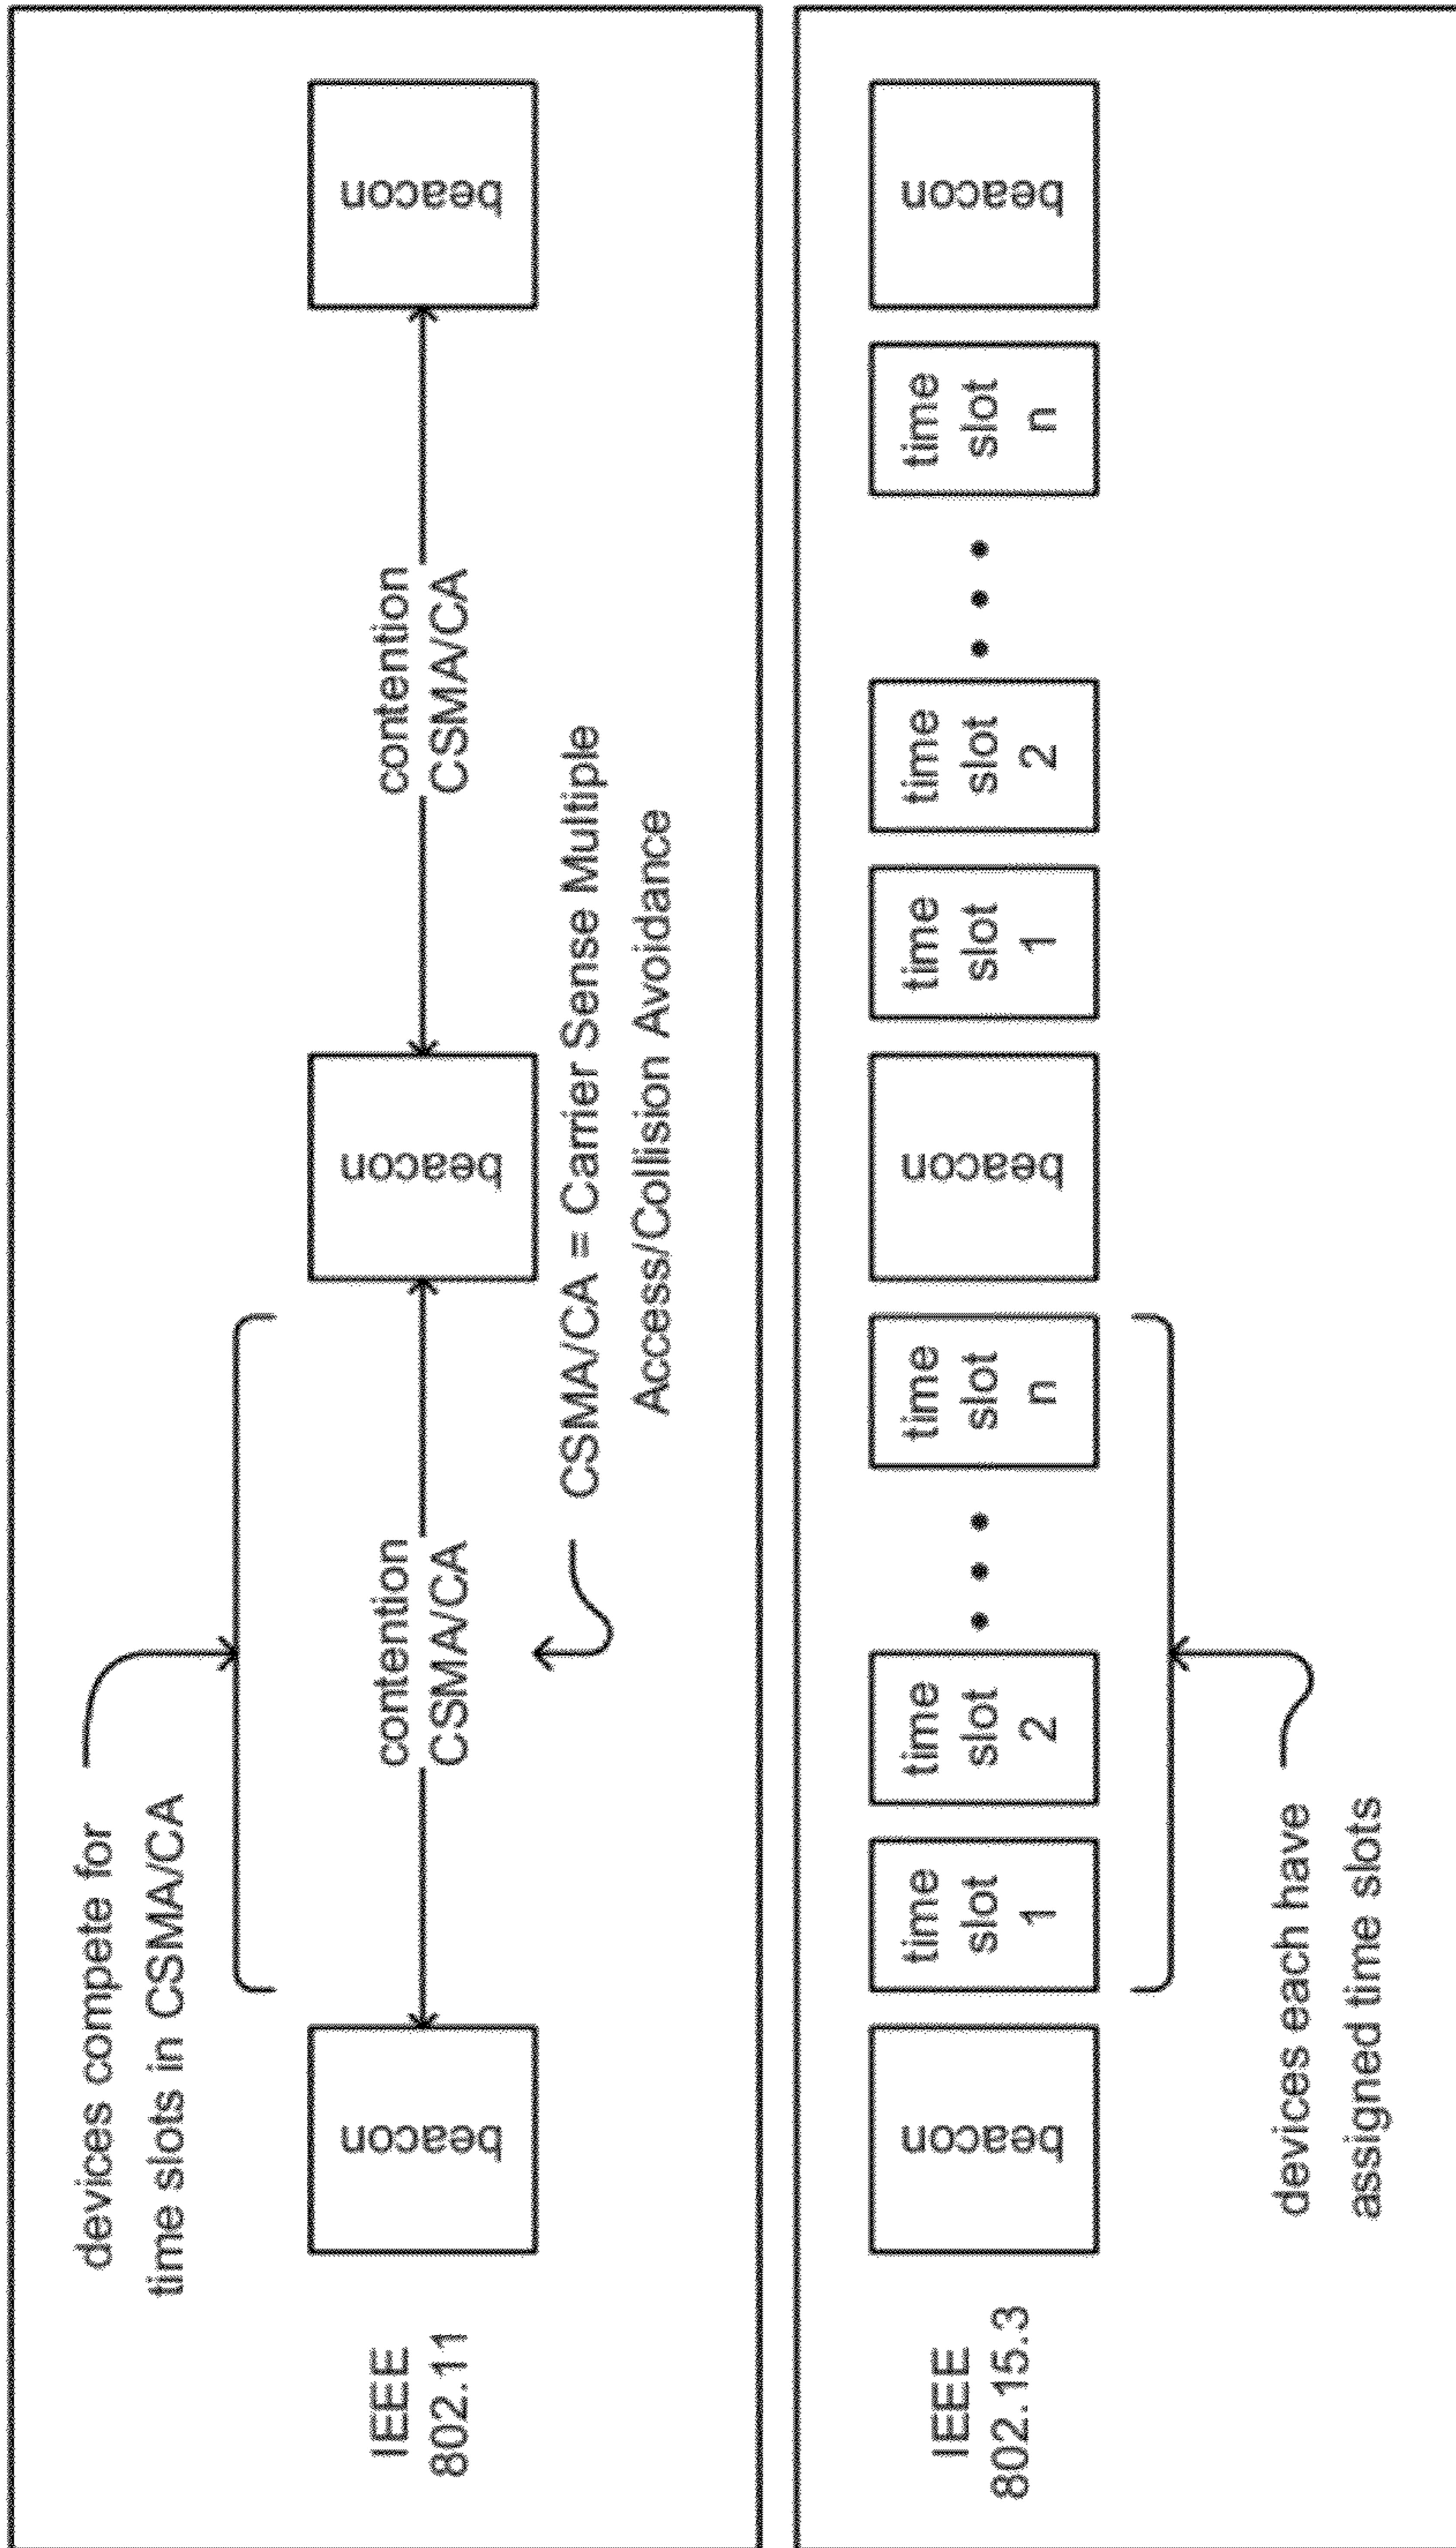 devices compete for
time slots in CSMA/CA
IEEE
802.11
beacon
contention
CSMA/CA
beacon
contention
CSMA/CA
beacon
CSMA/CA = Carrier Sense Multiple
Access/Collision Avoidance
IEEE
802.15.3
beacon
time
slot
1
time
slot
2
• • •
time
slot
n
beacon
time
slot
1
time
slot
2
• • •
time
slot
n
beacon
devices each have
assigned time slots